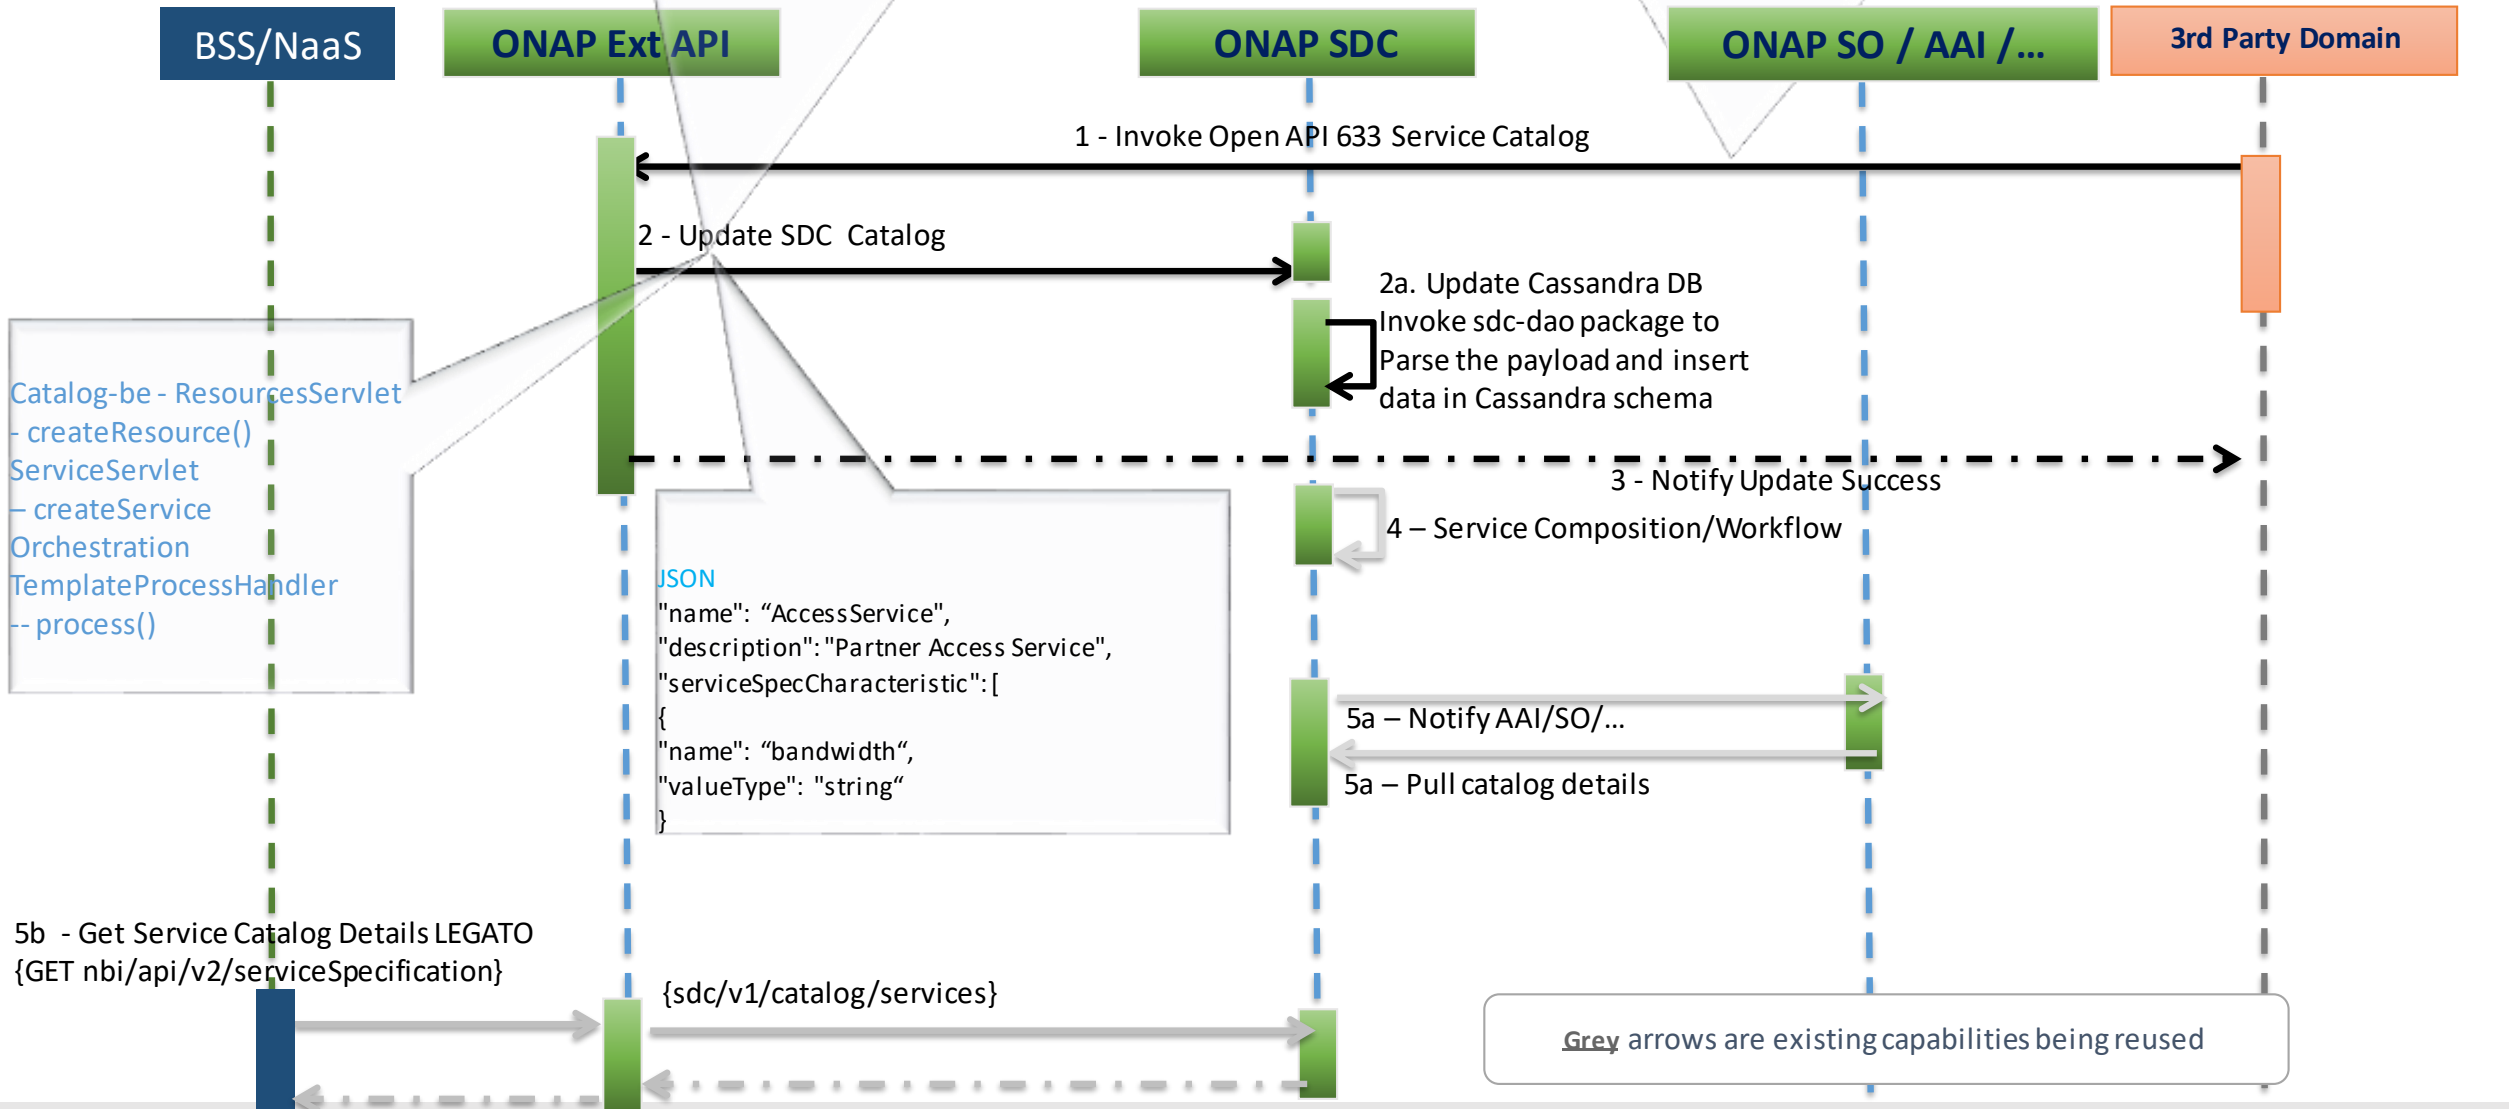 BSS/NaaS
ONAP Ext API
ONAP SDC
ONAP SO / AAI /...
3rd Party Domain
1 - Invoke Open API 633 Service Catalog
2 - Update SDC Catalog
2a. Update Cassandra DB
Invoke sdc-dao package to
Parse the payload and insert
data in Cassandra schema
Catalog-be - ResourcesServlet
- createResource()
ServiceServlet
– createService
Orchestration
TemplateProcessHandler
-- process()
3 - Notify Update Success
4 – Service Composition/Workflow
JSON
"name": “AccessService",
"description": "Partner Access Service",
"serviceSpecCharacteristic": [
{
"name": “bandwidth“,
"valueType": "string“
}
5a – Notify AAI/SO/...
5a – Pull catalog details
5b - Get Service Catalog Details LEGATO
{GET nbi/api/v2/serviceSpecification}
{sdc/v1/catalog/services}
Grey arrows are existing capabilities being reused